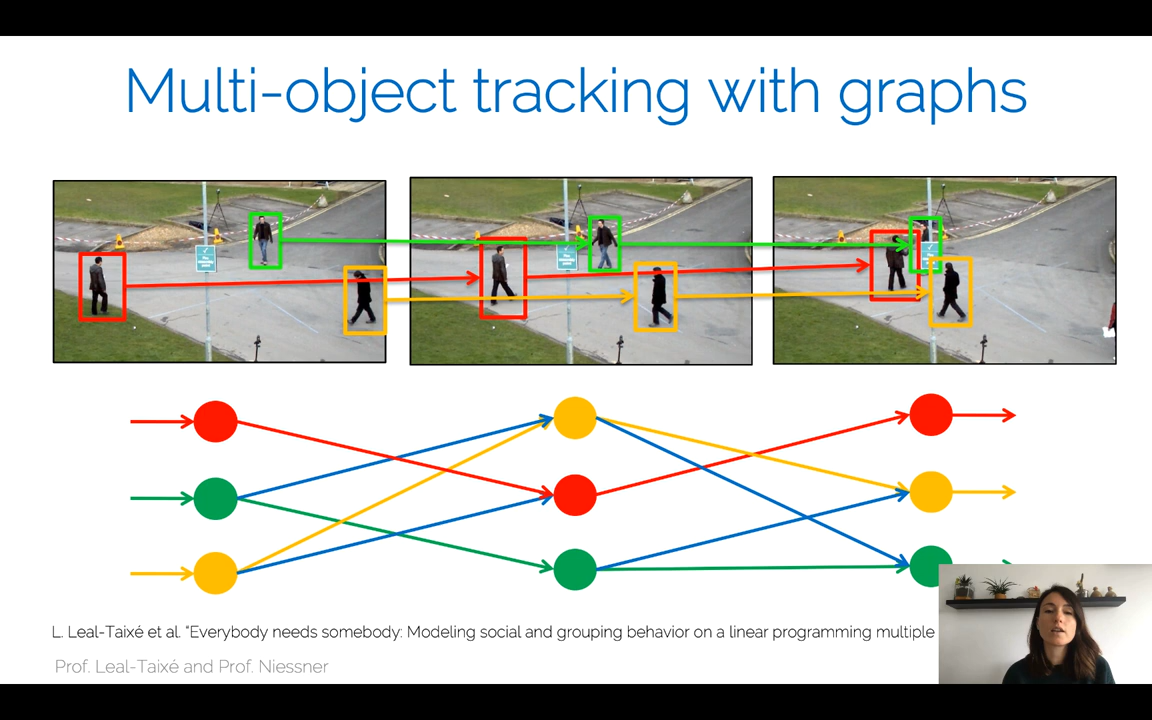 Multi-object tracking with graphs
L. Leal-Taixé et al. “Everybody needs somebody: Modeling social and grouping behavior on a linear programming multiple
Prof. Leal-Taixé and Prof. Niessner